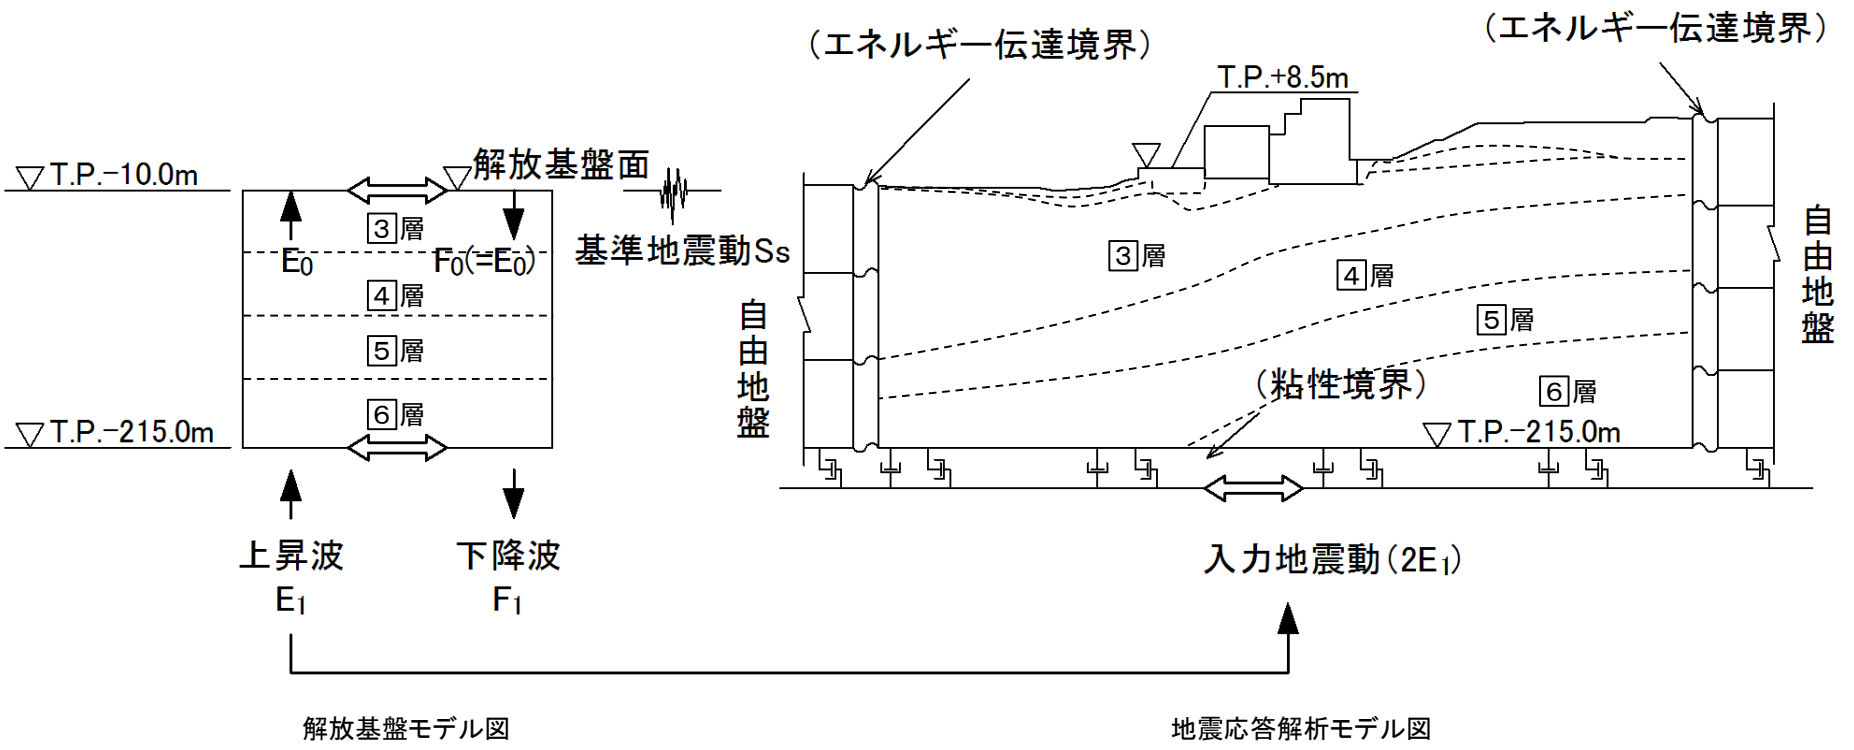 (エネルギー伝達境界)
(エネルギー伝達境界)
T.P.+8.5m
T.P.-10.0m
解放基盤面
3層
E0
F0(=E0)
基準地震動Ss
4層
5層
6層
T.P.-215.0m
上昇波
E1
下降波
F1
自由地盤
3層
4層
5層
6層
(粘性境界)
T.P.-215.0m
自由地盤
入力地震動(2E1)
解放基盤モデル図
地震応答解析モデル図